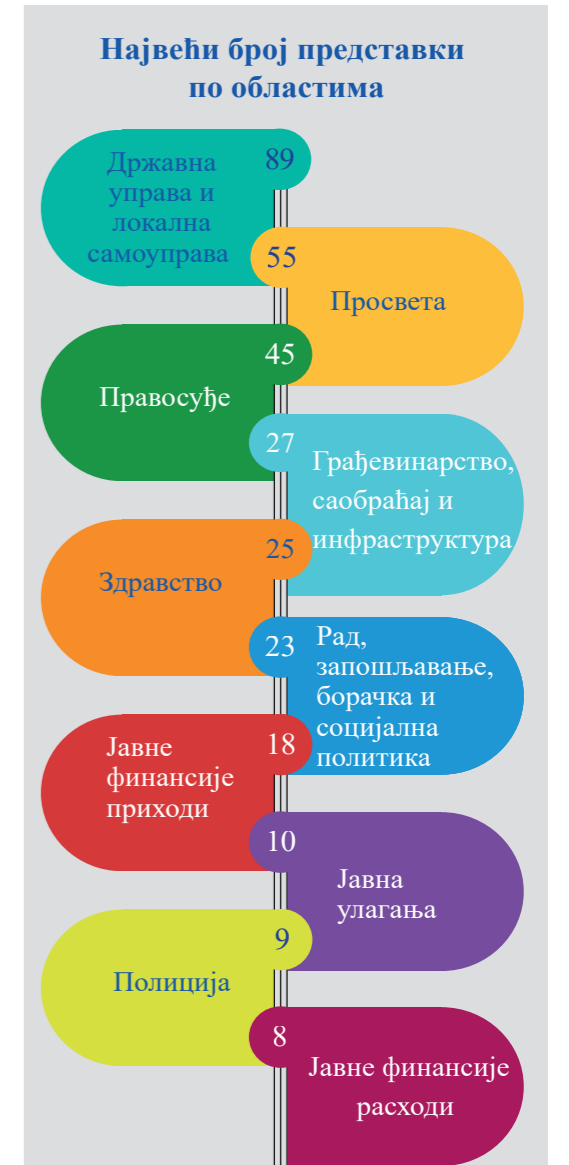 Највећи број представки
по областима
89
Државна
управа и
локална
самоуправа
55
Просвета
45
Правосуђе
27
Грађевинарство,
саобраћај и
инфраструктура
25
Здравство
23
Рад,
запошљавање,
борачка и
социјална
политика
18
Јавне
финансије
приходи
10
Јавна
улагања
9
Полиција
8
Јавне финансије
расходи